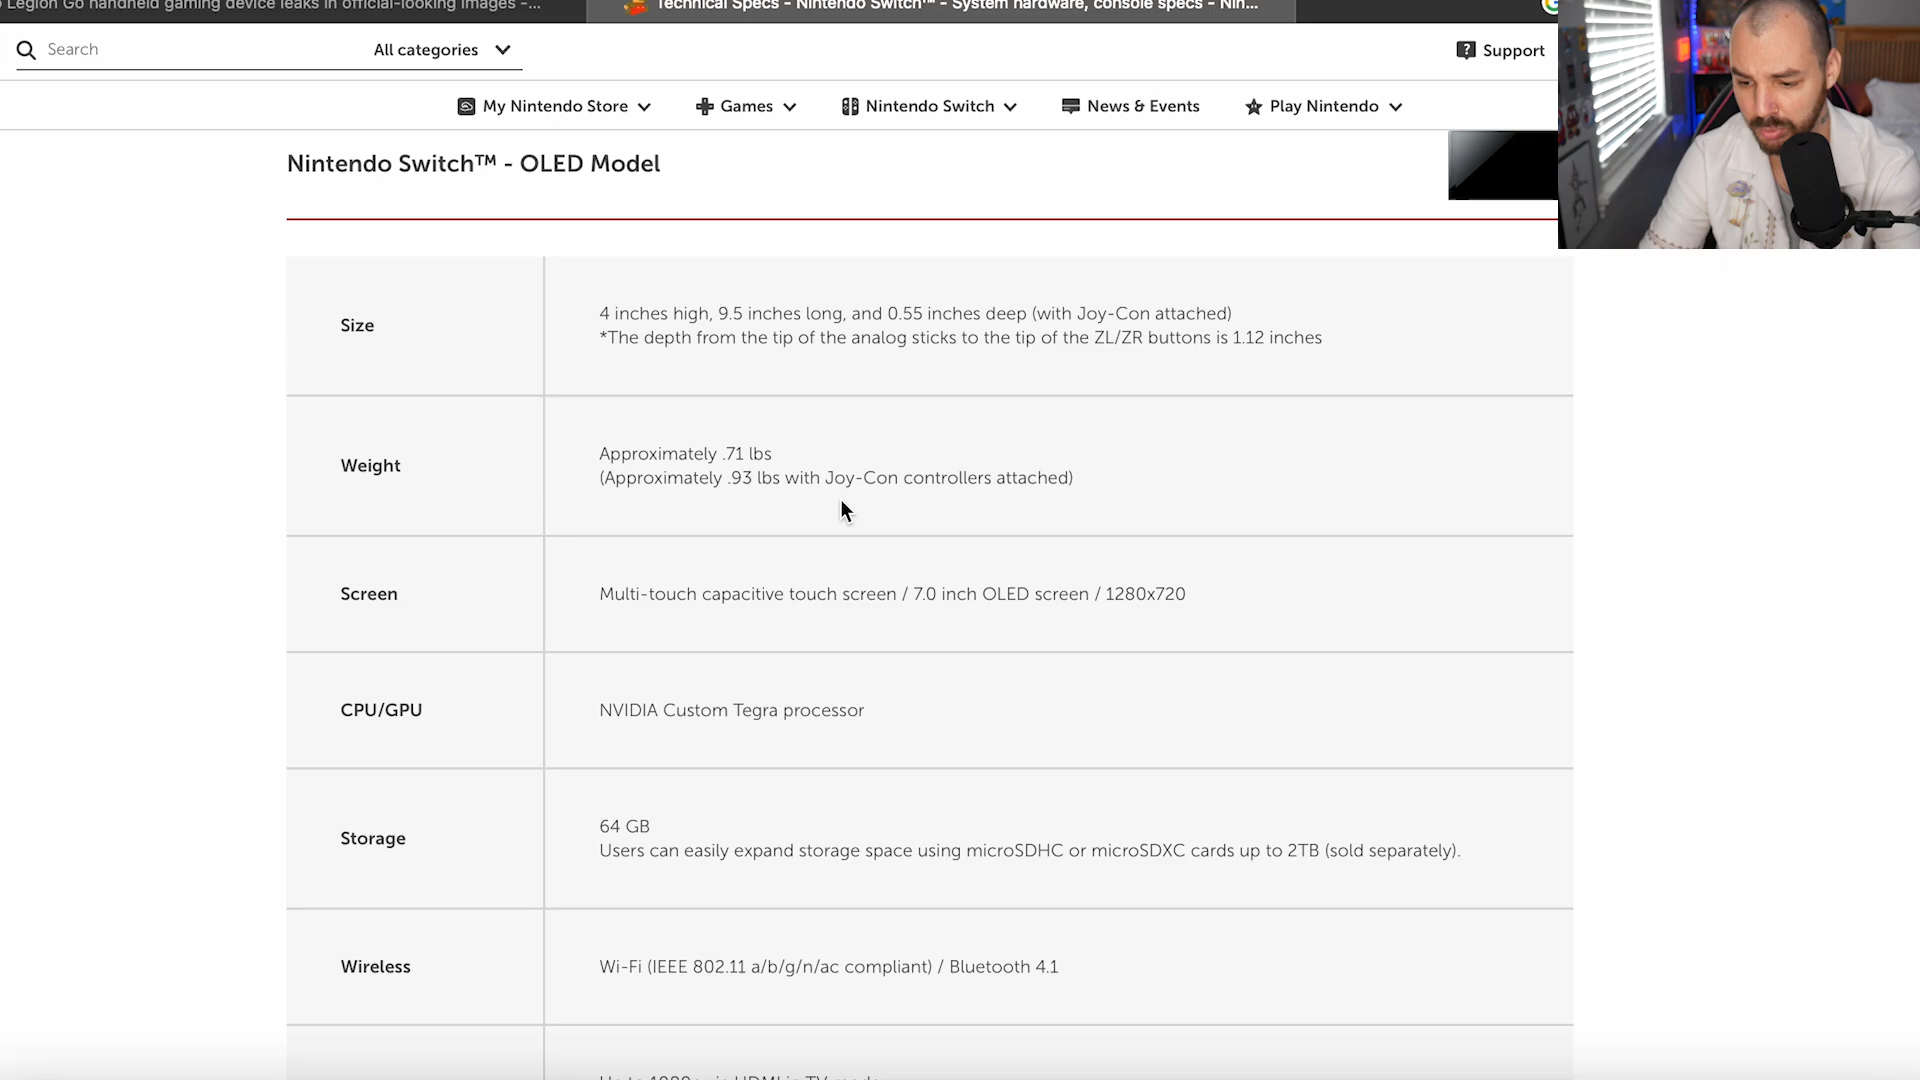 Legion Go handheld gaming device leaks in official-looking images -...
Technical Specs - Nintendo Switch™ - System hardware, console specs - Nin...
Search
All categories
Support
My Nintendo Store
Games
Nintendo Switch
News & Events
Play Nintendo
Nintendo Switch™ - OLED Model
Size
4 inches high, 9.5 inches long, and 0.55 inches deep (with Joy-Con attached)
*The depth from the tip of the analog sticks to the tip of the ZL/ZR buttons is 1.12 inches
Weight
Approximately .71 lbs
(Approximately .93 lbs with Joy-Con controllers attached)
Screen
Multi-touch capacitive touch screen / 7.0 inch OLED screen / 1280x720
CPU/GPU
NVIDIA Custom Tegra processor
Storage
64 GB
Users can easily expand storage space using microSDHC or microSDXC cards up to 2TB (sold separately).
Wireless
Wi-Fi (IEEE 802.11 a/b/g/n/ac compliant) / Bluetooth 4.1